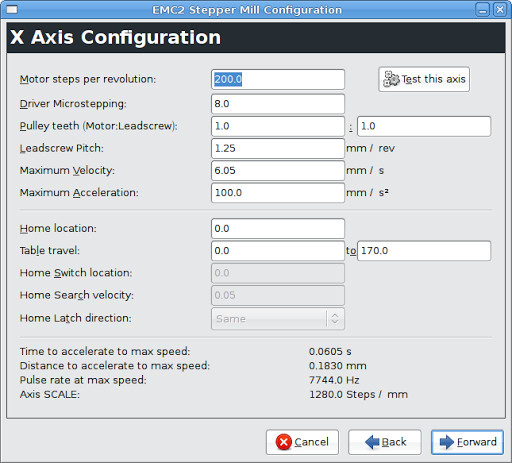 EMC2 Stepper Mill Configuration
X Axis Configuration
Motor steps per revolution: 200.0 Test this axis
Driver Microstepping: 8.0
Pulley teeth (Motor:Leadscrew): 1.0 : 1.0
Leadscrew Pitch: 1.25 mm / rev
Maximum Velocity: 6.05 mm / s
Maximum Acceleration: 100.0 mm / s²
Home location: 0.0
Table travel: 0.0 to 170.0
Home Switch location: 0.0
Home Search velocity: 0.05
Home Latch direction: Same
Time to accelerate to max speed: 0.0605 s
Distance to accelerate to max speed: 0.1830 mm
Pulse rate at max speed: 7744.0 Hz
Axis SCALE: 1280.0 Steps / mm
Cancel Back Forward